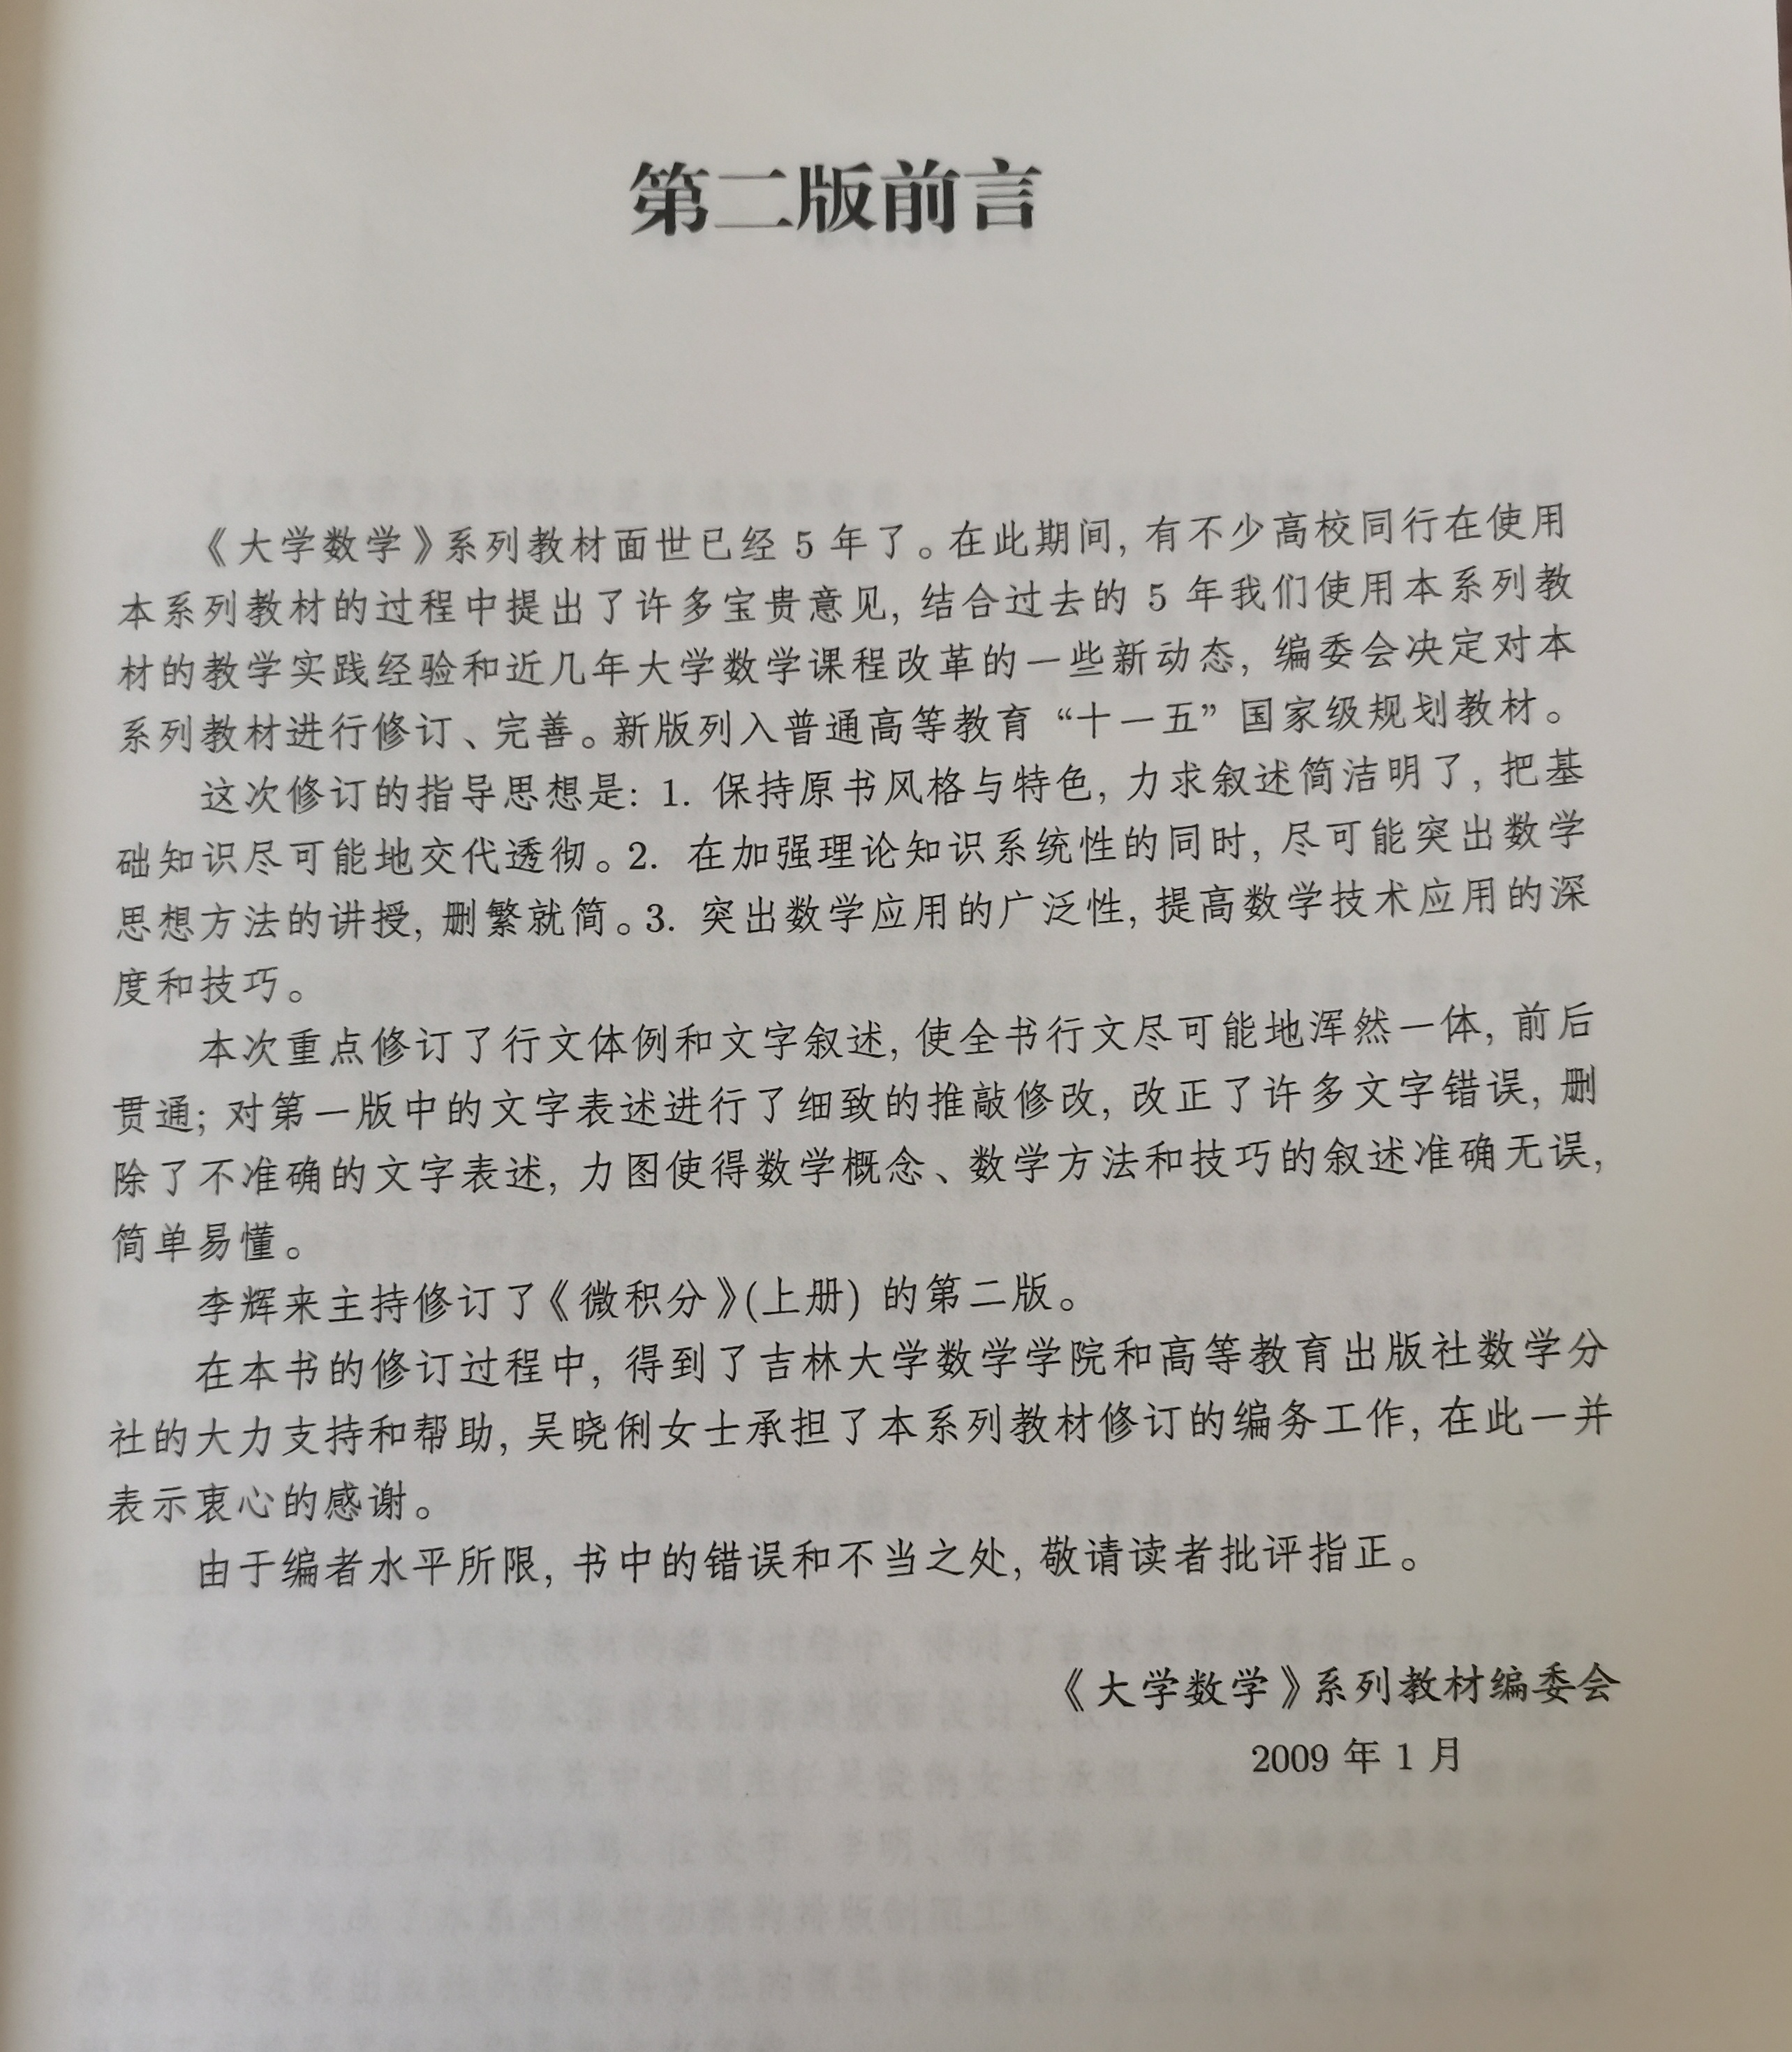 第二版前言
《大学数学》系列教材面世已经 5 年了。在此期间, 有不少高校同行在使用
本系列教材的过程中提出了许多宝贵意见, 结合过去的 5 年我们使用本系列教
材的教学实践经验和近几年大学数学课程改革的一些新动态, 编委会决定对本
系列教材进行修订、完善。新版列入普通高等教育 “十一五” 国家级规划教材。
这次修订的指导思想是: 1. 保持原书风格与特色, 力求叙述简洁明了, 把基
础知识尽可能地交代透彻。2. 在加强理论知识系统性的同时, 尽可能突出数学
思想方法的讲授, 删繁就简。3. 突出数学应用的广泛性, 提高数学技术应用的深
度和技巧。
本次重点修订了行文体例和文字叙述, 使全书行文尽可能地浑然一体, 前后
贯通; 对第一版中的文字表述进行了细致的推敲修改, 改正了许多文字错误, 删
除了不准确的文字表述, 力图使得数学概念、数学方法和技巧的叙述准确无误,
简单易懂。
李辉来主持修订了《微积分》(上册) 的第二版。
在本书的修订过程中, 得到了吉林大学数学学院和高等教育出版社数学分
社的大力支持和帮助, 吴晓俐女士承担了本系列教材修订的编务工作, 在此一并
表示衷心的感谢。
由于编者水平所限, 书中的错误和不当之处, 敬请读者批评指正。
《大学数学》系列教材编委会
2009 年 1 月